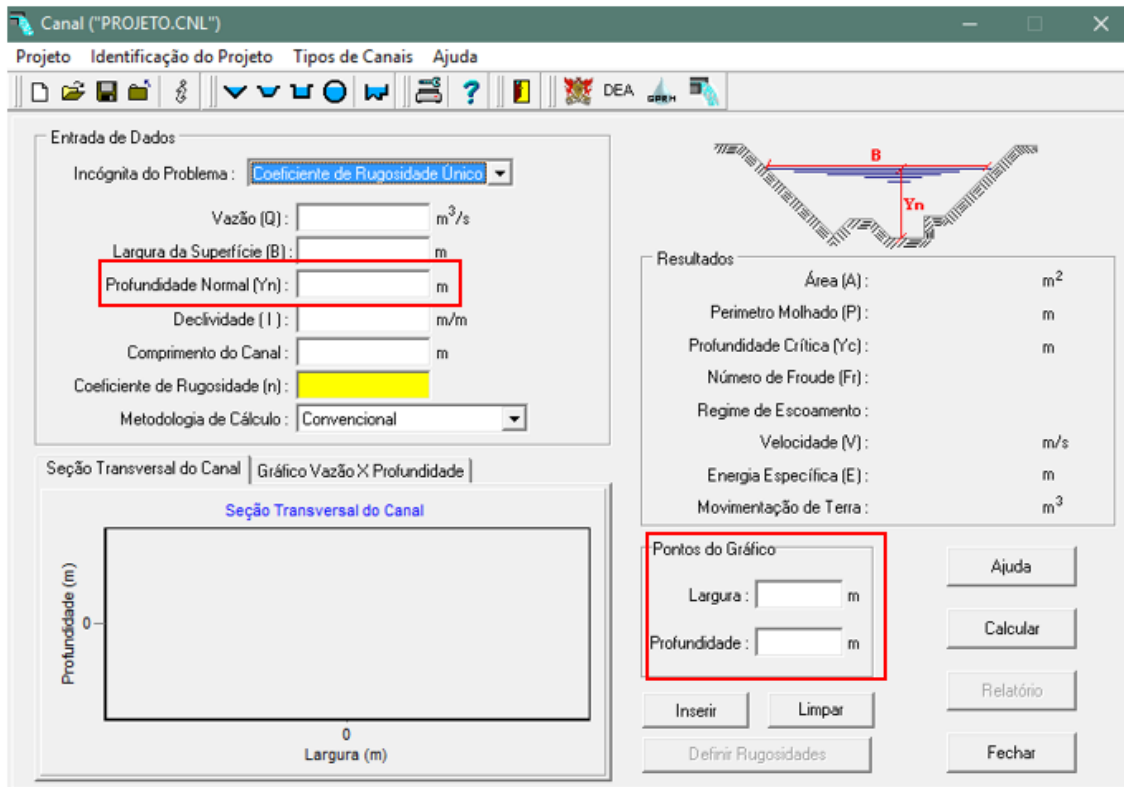 Canal ("PROJETO.CNL")
Projeto Identificação do Projeto Tipos de Canais Ajuda
DEA GPRH
Entrada de Dados
Incógnita do Problema : Coeficiente de Rugosidade Único
Vazão (Q) : m³/s
Largura da Superfície (B) : m
Profundidade Normal (Yn) : m
Declividade ( I ) : m/m
Comprimento do Canal : m
Coeficiente de Rugosidade (n) :
Metodologia de Cálculo : Convencional
B
Yn
Resultados
Área (A) : m²
Perimetro Molhado (P) : m
Profundidade Crítica (Yc) : m
Número de Froude (Fr) :
Regime de Escoamento :
Velocidade (V) : m/s
Energia Específica (E) : m
Movimentação de Terra : m³
Seção Transversal do Canal Gráfico Vazão X Profundidade
Seção Transversal do Canal
Profundidade (m)
0
0
Largura (m)
Pontos do Gráfico
Largura : m
Profundidade : m
Inserir Limpar
Definir Rugosidades
Ajuda
Calcular
Relatório
Fechar